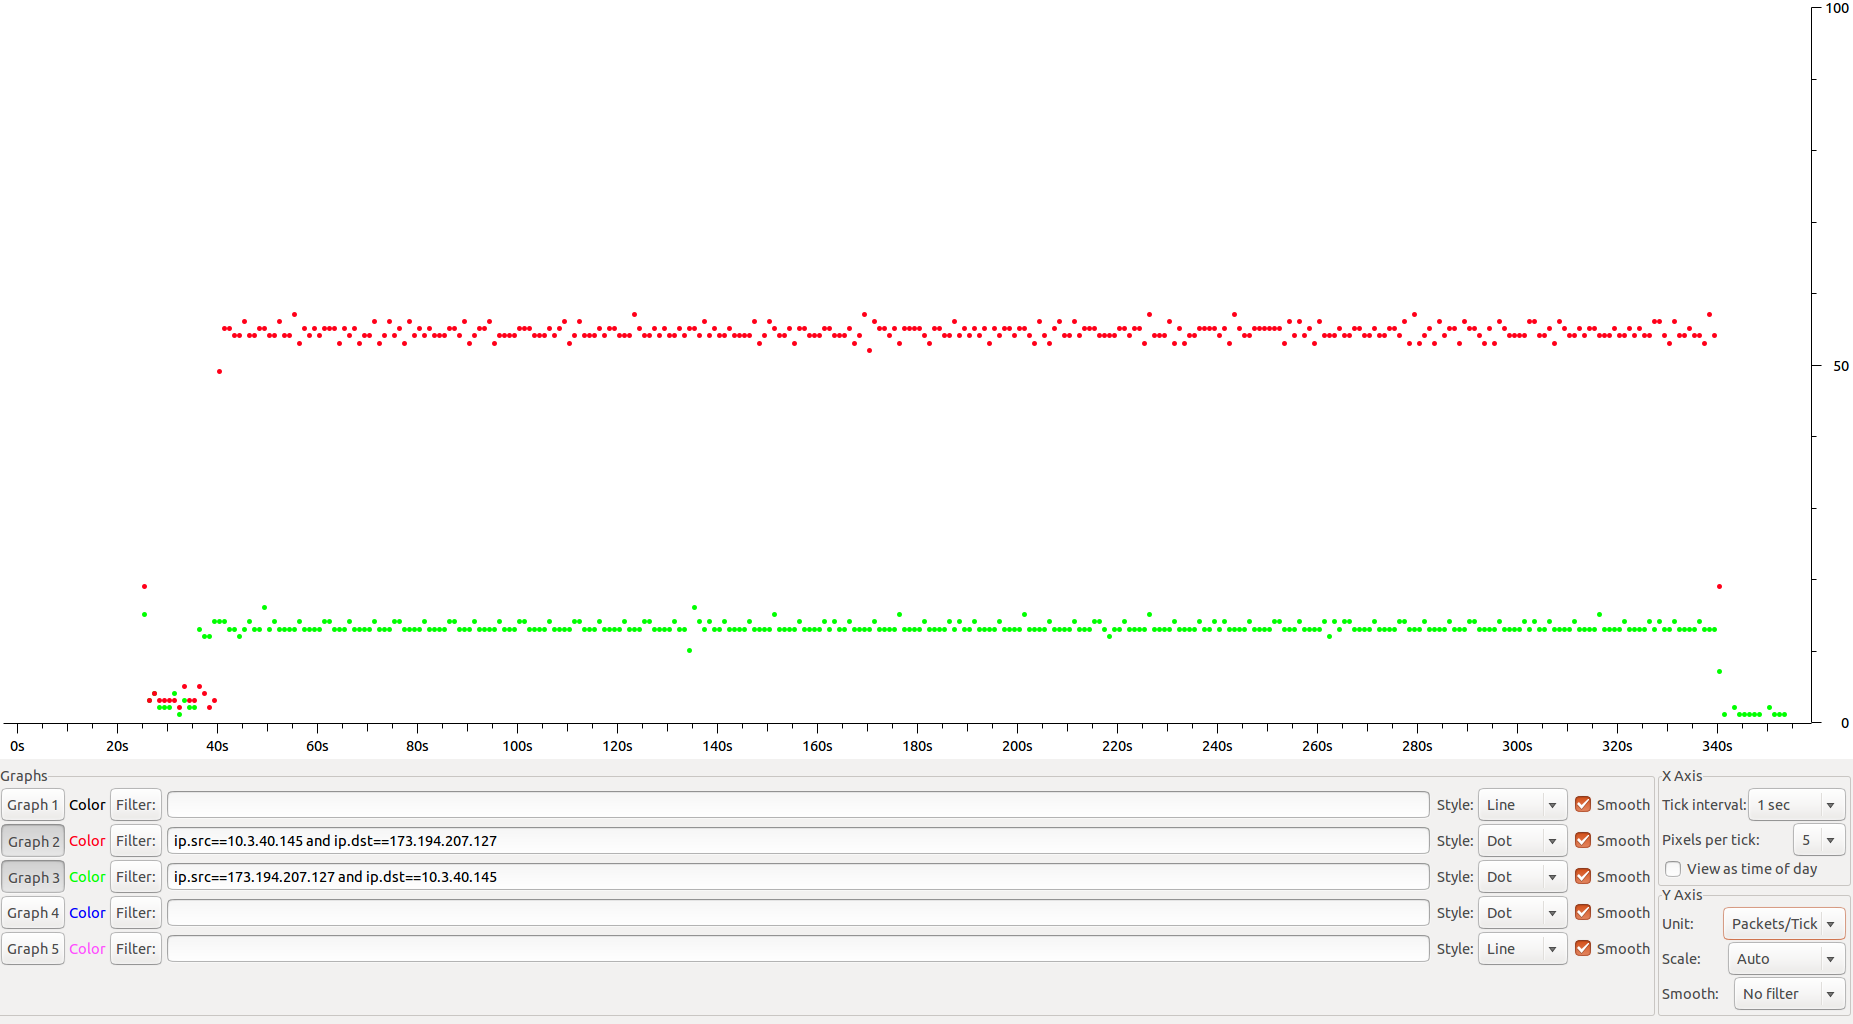 100
50
0
0s 20s 40s 60s 80s 100s 120s 140s 160s 180s 200s 220s 240s 260s 280s 300s 320s 340s
Graphs
X Axis
Graph 1 Color Filter: Style: Line Smooth Tick interval: 1 sec
Graph 2 Color Filter: ip.src==10.3.40.145 and ip.dst==173.194.207.127 Style: Dot Smooth Pixels per tick: 5
View as time of day
Graph 3 Color Filter: ip.src==173.194.207.127 and ip.dst==10.3.40.145 Style: Dot Smooth
Y Axis
Graph 4 Color Filter: Style: Dot Smooth Unit: Packets/Tick
Graph 5 Color Filter: Style: Line Smooth Scale: Auto
Smooth: No filter